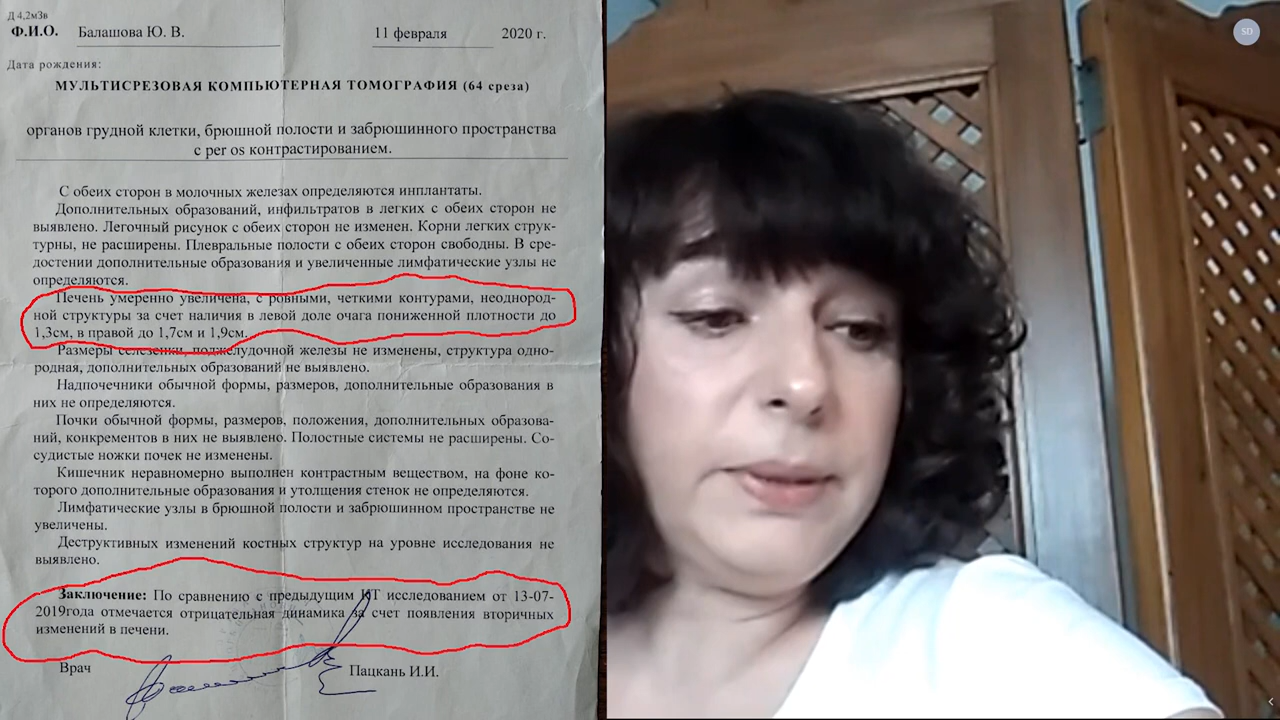 Д 4,2мЗв
Ф.И.О. Балашова Ю. В. 11 февраля 2020 г.
Дата рождения:
МУЛЬТИСРЕЗОВАЯ КОМПЬЮТЕРНАЯ ТОМОГРАФИЯ (64 среза)
органов грудной клетки, брюшной полости и забрюшинного пространства
с per os контрастированием.
С обеих сторон в молочных железах определяются инплантаты.
Дополнительных образований, инфильтратов в легких с обеих сторон не
выявлено. Легочный рисунок с обеих сторон не изменен. Корни легких струк-
турны, не расширены. Плевральные полости с обеих сторон свободны. В сре-
достении дополнительные образования и увеличенные лимфатические узлы не
определяются.
Печень умеренно увеличена, с ровными, четкими контурами, неоднород-
ной структуры за счет наличия в левой доле очага пониженной плотности до
1,3см, в правой до 1,7см и 1,9см.
Размеры селезенки, поджелудочной железы не изменены, структура одно-
родная, дополнительных образований не выявлено.
Надпочечники обычной формы, размеров, дополнительные образования в
них не определяются.
Почки обычной формы, размеров, положения, дополнительных образова-
ний, конкрементов в них не выявлено. Полостные системы не расширены. Со-
судистые ножки почек не изменены.
Кишечник неравномерно выполнен контрастным веществом, на фоне ко-
торого дополнительные образования и утолщения стенок не определяются.
Лимфатические узлы в брюшной полости и забрюшинном пространстве не
увеличены.
Деструктивных изменений костных структур на уровне исследования не
выявлено.
Заключение: По сравнению с предыдущим КТ исследованием от 13-07-
2019года отмечается отрицательная динамика за счет появления вторичных
изменений в печени.
Врач Пацкань И.И.
SD